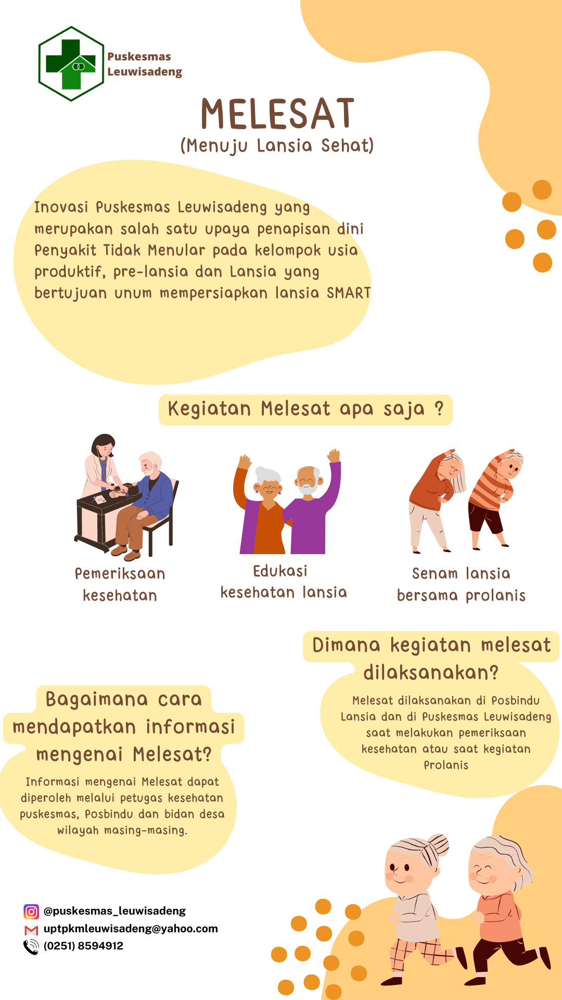 Puskesmas
Leuwisadeng
MELESAT
(Menuju Lansia Sehat)
Inovasi Puskesmas Leuwisadeng yang
merupakan salah satu upaya penapisan dini
Penyakit Tidak Menular pada kelompok usia
produktif, pre-lansia dan Lansia yang
bertujuan unum mempersiapkan lansia SMART
Kegiatan Melesat apa saja ?
Pemeriksaan
kesehatan
Edukasi
kesehatan lansia
Senam lansia
bersama prolanis
Dimana kegiatan melesat
dilaksanakan?
Melesat dilaksanakan di Posbindu
Lansia dan di Puskesmas Leuwisadeng
saat melakukan pemeriksaan
kesehatan atau saat kegiatan
Prolanis
Bagaimana cara
mendapatkan informasi
mengenai Melesat?
Informasi mengenai Melesat dapat
diperoleh melalui petugas kesehatan
puskesmas, Posbindu dan bidan desa
wilayah masing-masing.
@puskesmas_leuwisadeng
uptpkmleuwisadeng@yahoo.com
(0251) 8594912